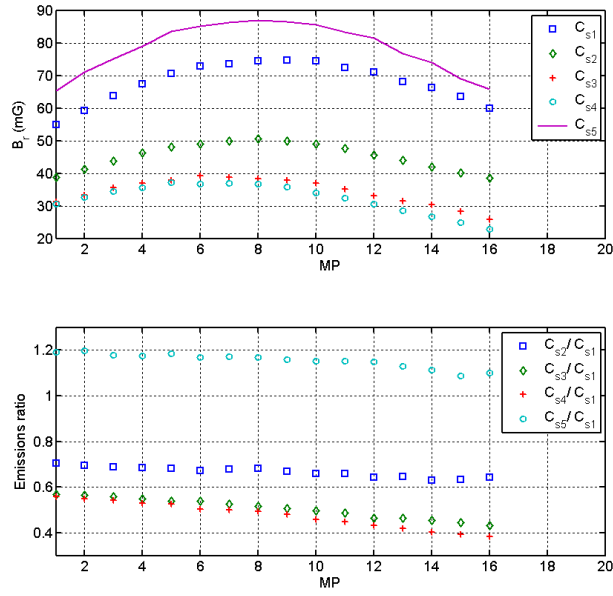 90
80
70
60
50
40
30
20
B_r (mG)
2 4 6 8 10 12 14 16 18 20
MP
C_s1
C_s2
C_s3
C_s4
C_s5
1.2
1
0.8
0.6
0.4
Emissions ratio
2 4 6 8 10 12 14 16 18 20
MP
C_s2/ C_s1
C_s3/ C_s1
C_s4/ C_s1
C_s5/ C_s1